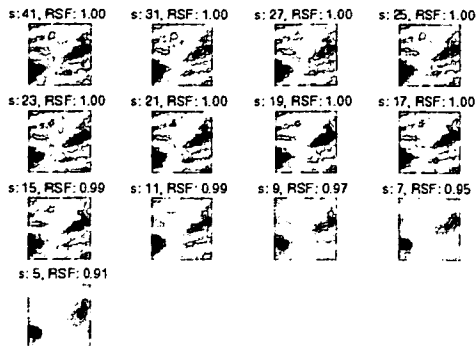 s:41, RSF: 1.00 s:31, RSF: 1.00 s:27, RSF: 1.00 s:25, RSF: 1.00
s:23, RSF: 1.00 s:21, RSF: 1.00 s:19, RSF: 1.00 s:17, RSF: 1.00
s:15, RSF: 0.99 s:11, RSF: 0.99 s:9, RSF: 0.97 s:7, RSF: 0.95
s:5, RSF: 0.91